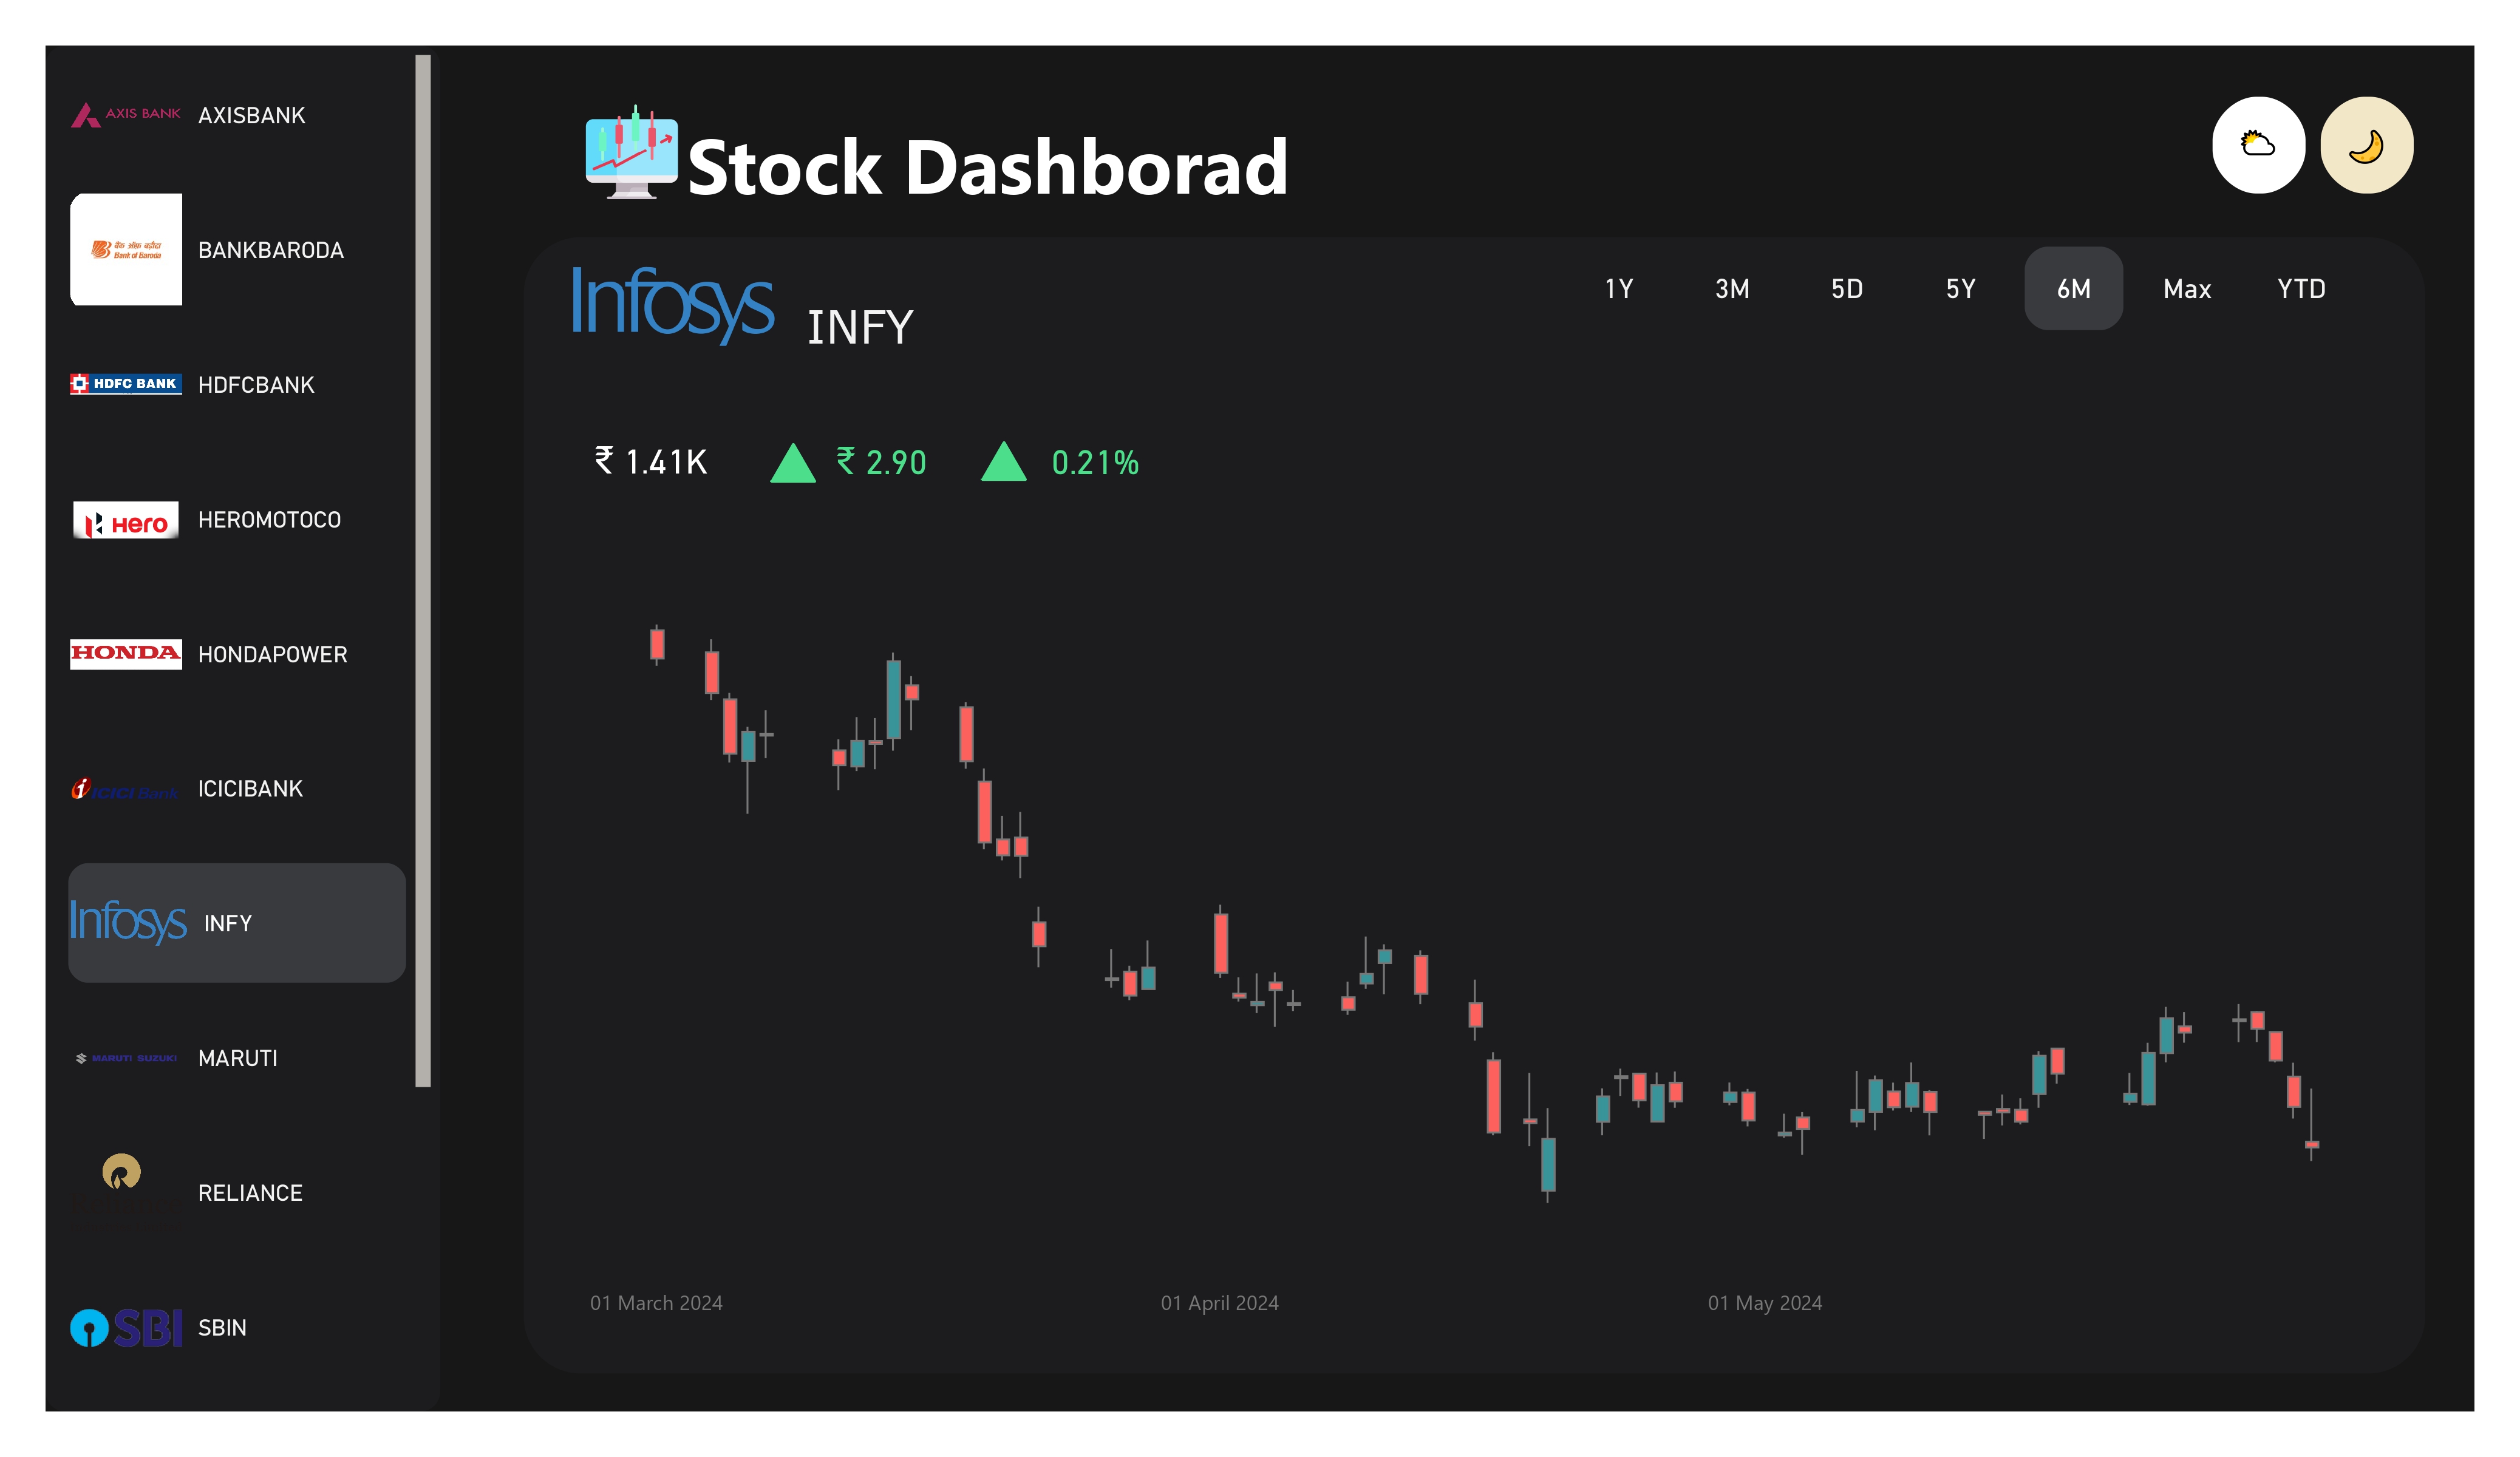 AXIS BANK AXISBANK
बैंक ऑफ़ बड़ौदा
Bank of Baroda
BANKBARODA
HDFC BANK HDFCBANK
Hero HEROMOTOCO
HONDA HONDAPOWER
ICICI Bank ICICIBANK
Infosys INFY
MARUTI SUZUKI MARUTI
RELIANCE
SBI SBIN
Stock Dashborad
Infosys INFY
1Y 3M 5D 5Y 6M Max YTD
₹ 1.41K ₹ 2.90 0.21%
01 March 2024 01 April 2024 01 May 2024